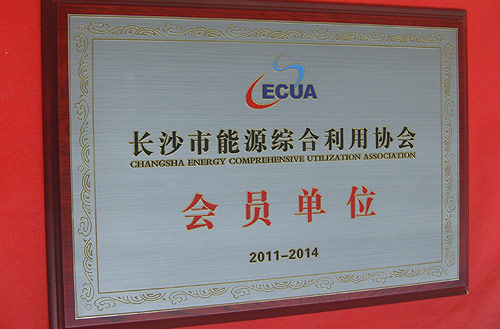 ECUA
长沙市能源综合利用协会
CHANGSHA ENERGY COMPREHENSIVE UTILIZATION ASSOCIATION
会员单位
2011-2014